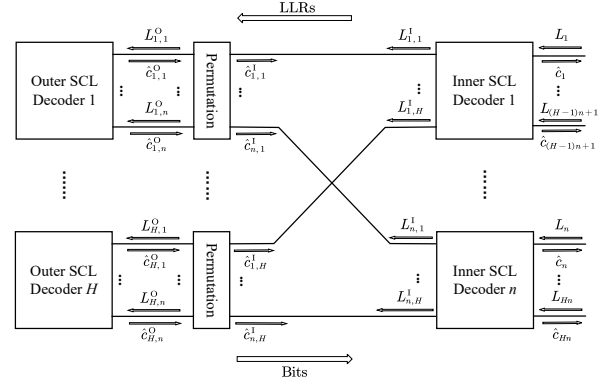 LLRs
L^O_{1,1}
L^I_{1,1}
L_1
Outer SCL
Decoder 1
ĉ^O_{1,1}
Permutation
ĉ^I_{1,1}
Inner SCL
Decoder 1
ĉ_1
L^O_{1,n}
L^I_{1,H}
L_{(H−1)n+1}
ĉ^O_{1,n}
ĉ^I_{n,1}
ĉ_{(H−1)n+1}
L^O_{H,1}
L^I_{n,1}
L_n
Outer SCL
Decoder H
ĉ^O_{H,1}
Permutation
ĉ^I_{1,H}
Inner SCL
Decoder n
ĉ_n
L^O_{H,n}
L^I_{n,H}
L_{Hn}
ĉ^O_{H,n}
ĉ^I_{n,H}
ĉ_{Hn}
Bits